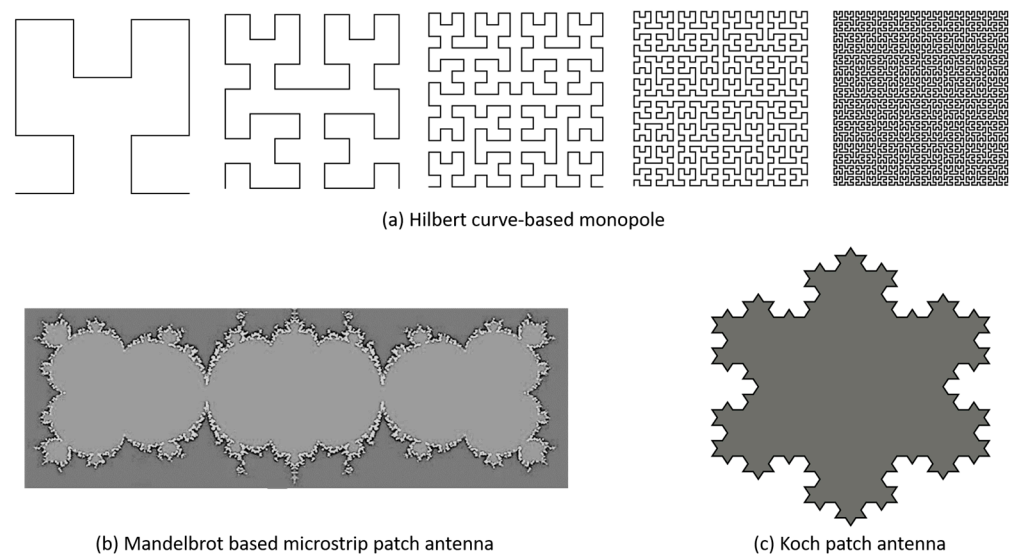 (a) Hilbert curve-based monopole
(b) Mandelbrot based microstrip patch antenna
(c) Koch patch antenna